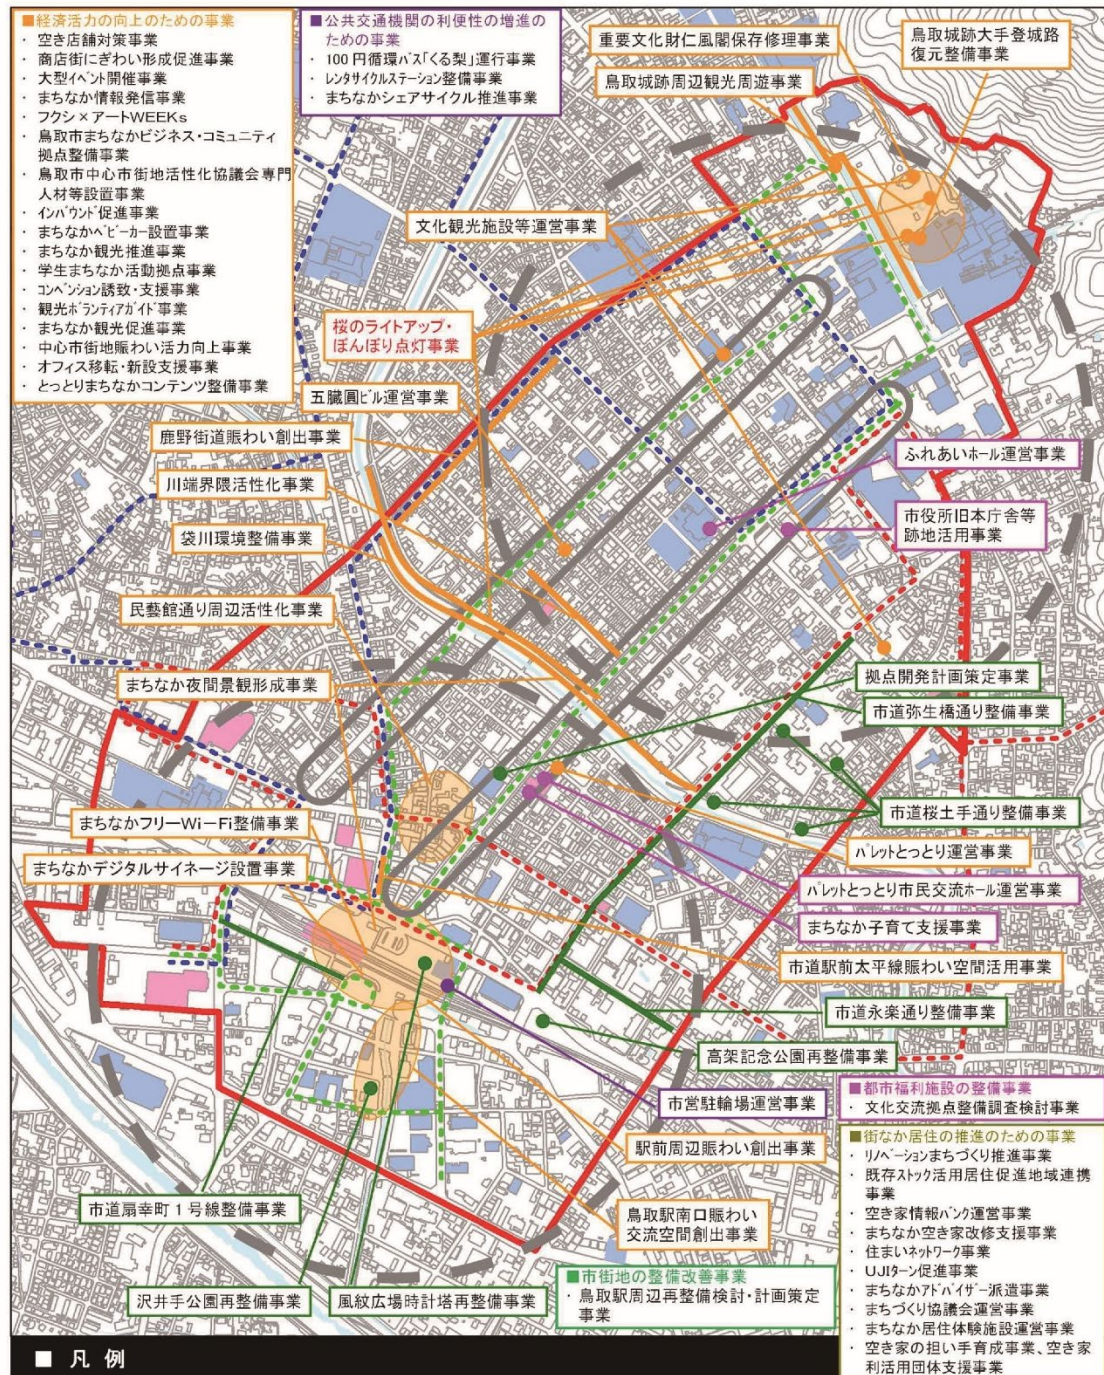 ■経済活力の向上のための事業
・ 空き店舗対策事業
・ 商店街にぎわい形成促進事業
・ 大型イベント開催事業
・ まちなか情報発信事業
・ フクシ×アートWEEKs
・ 鳥取市まちなかビジネス・コミュニティ
拠点整備事業
・ 鳥取市中心市街地活性化協議会専門
人材等設置事業
・ インバウンド促進事業
・ まちなかベビーカー設置事業
・ まちなか観光推進事業
・ 学生まちなか活動拠点事業
・ コンベンション誘致・支援事業
・ 観光ボランティアガイド事業
・ まちなか観光促進事業
・ 中心市街地賑わい活力向上事業
・ オフィス移転・新設支援事業
・ とっとりまちなかコンテンツ整備事業
■公共交通機関の利便性の増進の
ための事業
・ 100円循環バス「くる梨」運行事業
・ レンタサイクルステーション整備事業
・ まちなかシェアサイクル推進事業
重要文化財仁風閣保存修理事業
鳥取城跡大手登城路
復元整備事業
鳥取城跡周辺観光周遊事業
文化観光施設等運営事業
桜のライトアップ・
ぼんぼり点灯事業
五臓圓ビル運営事業
鹿野街道賑わい創出事業
川端界隈活性化事業
袋川環境整備事業
民藝館通り周辺活性化事業
まちなか夜間景観形成事業
ふれあいホール運営事業
市役所旧本庁舎等
跡地活用事業
拠点開発計画策定事業
市道弥生橋通り整備事業
市道桜土手通り整備事業
まちなかフリーWi-Fi整備事業
まちなかデジタルサイネージ設置事業
パレットとっとり運営事業
パレットとっとり市民交流ホール運営事業
まちなか子育て支援事業
市道駅前太平線賑わい空間活用事業
市道永楽通り整備事業
高架記念公園再整備事業
市営駐輪場運営事業
駅前周辺賑わい創出事業
鳥取駅南口賑わい
交流空間創出事業
市道扇幸町1号線整備事業
沢井手公園再整備事業
風紋広場時計塔再整備事業
■市街地の整備改善事業
・ 鳥取駅周辺再整備検討・計画策定
事業
■都市福利施設の整備事業
・ 文化交流拠点整備調査検討事業
■街なか居住の推進のための事業
・ リノベーションまちづくり推進事業
・ 既存ストック活用居住促進地域連携
事業
・ 空き家情報バンク運営事業
・ まちなか空き家改修支援事業
・ 住まいネットワーク事業
・ UJIターン促進事業
・ まちなかアドバイザー派遣事業
・ まちづくり協議会運営事業
・ まちなか居住体験施設運営事業
・ 空き家の担い手育成事業、空き家
利活用団体支援事業
■ 凡 例